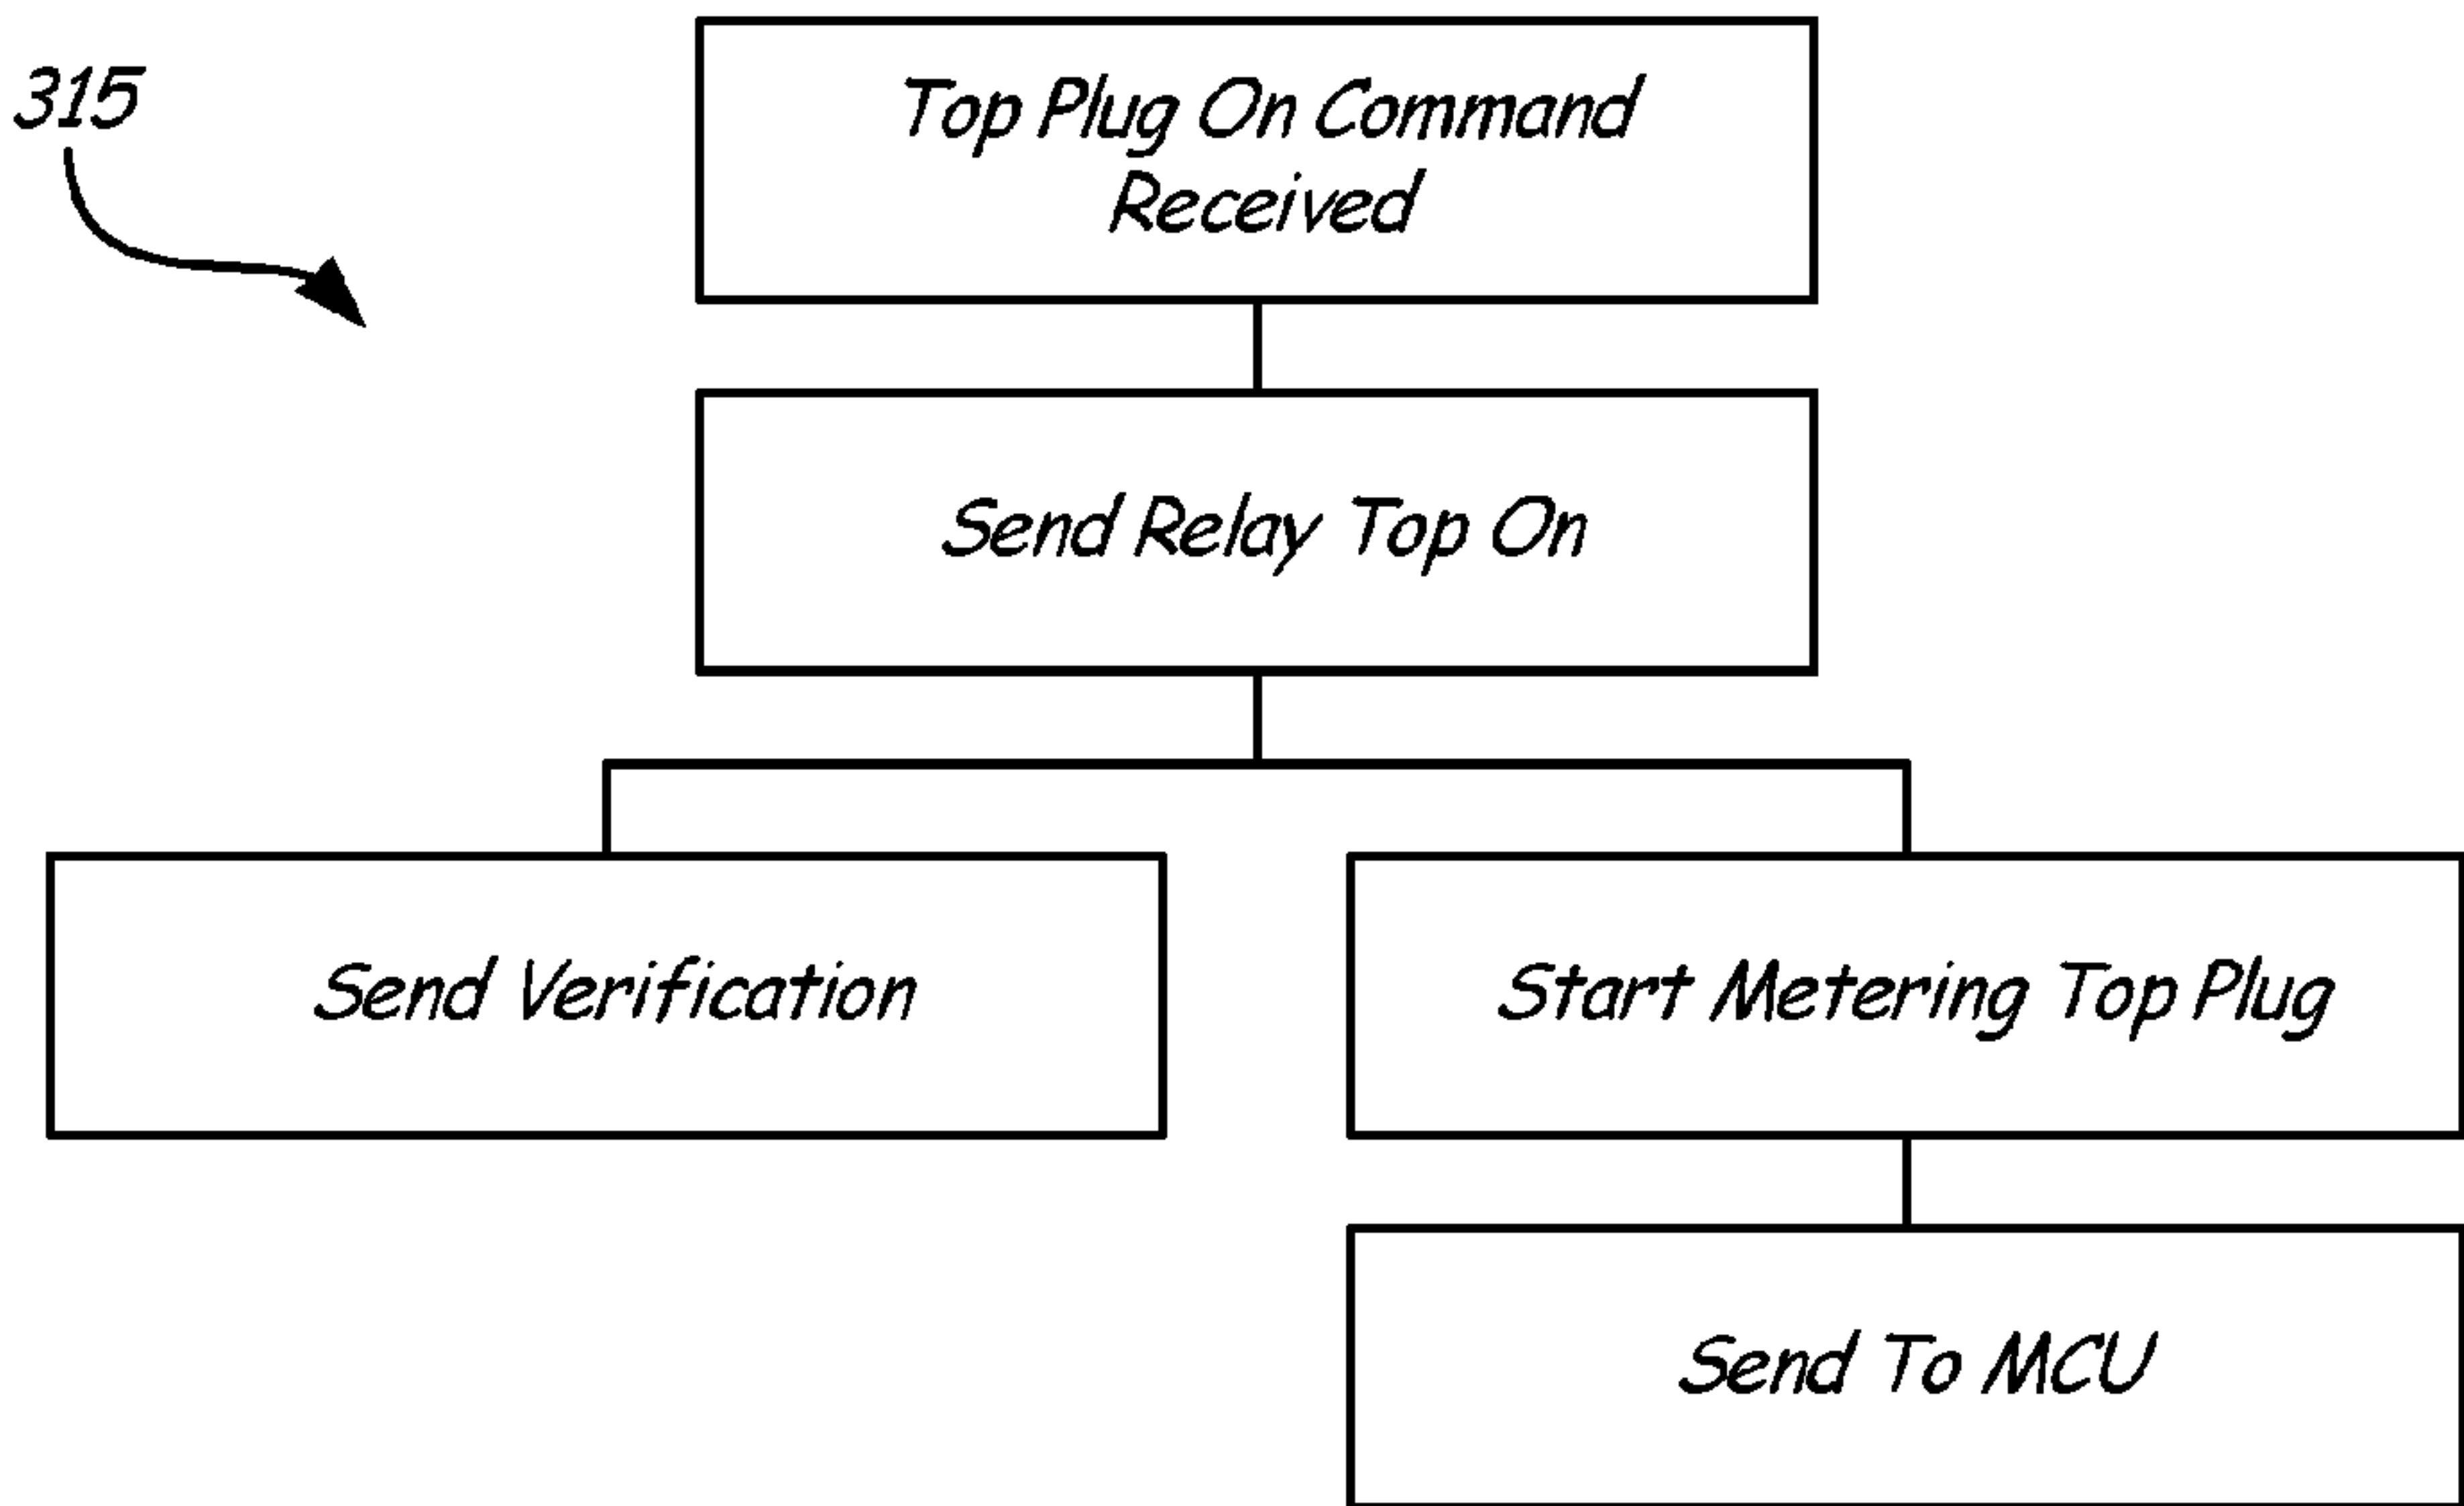 315
Top Plug On Command
Received
Send Relay Top On
Send Verification
Start Metering Top Plug
Send To MCU